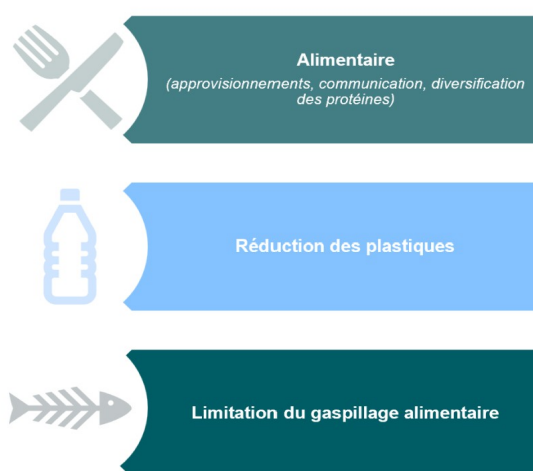 Alimentaire
(approvisionnements, communication, diversification
des protéines)
Réduction des plastiques
Limitation du gaspillage alimentaire